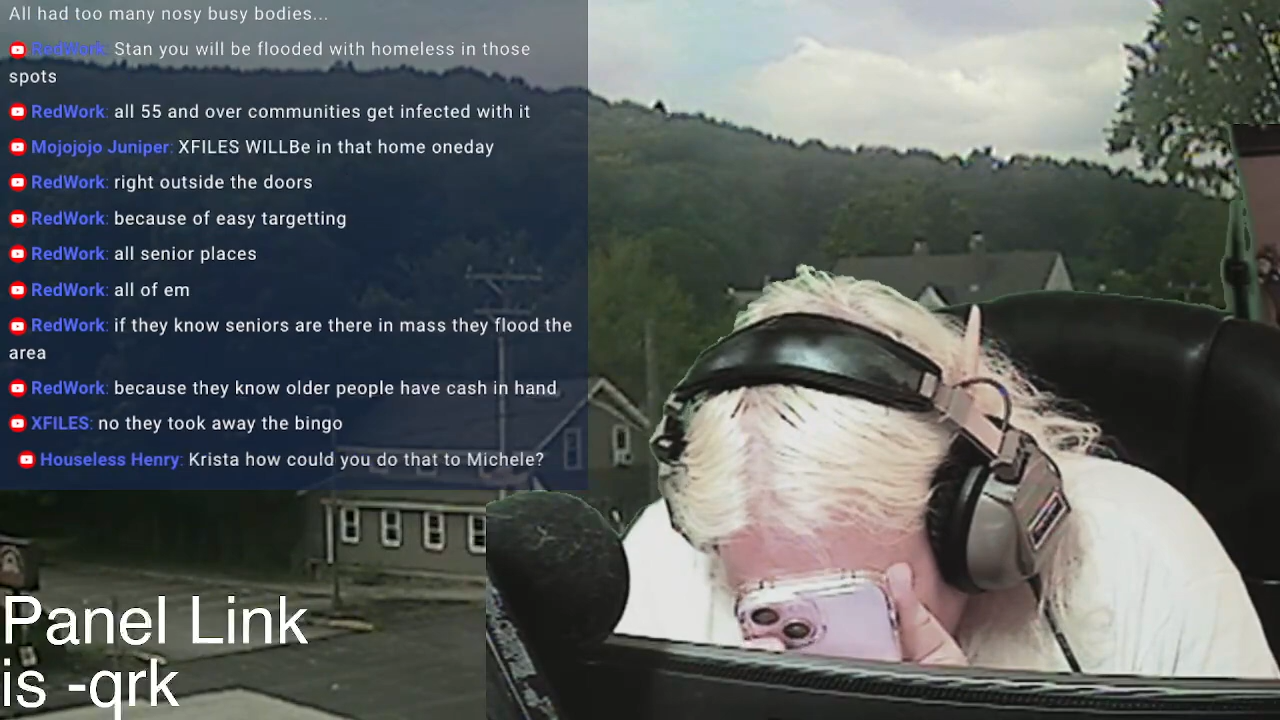 All had too many nosy busy bodies...
RedWork: Stan you will be flooded with homeless in those
spots
RedWork: all 55 and over communities get infected with it
Mojojojo Juniper: XFILES WILLBe in that home oneday
RedWork: right outside the doors
RedWork: because of easy targetting
RedWork: all senior places
RedWork: all of em
RedWork: if they know seniors are there in mass they flood the
area
RedWork: because they know older people have cash in hand
XFILES: no they took away the bingo
Houseless Henry: Krista how could you do that to Michele?
Panel Link
is -qrk